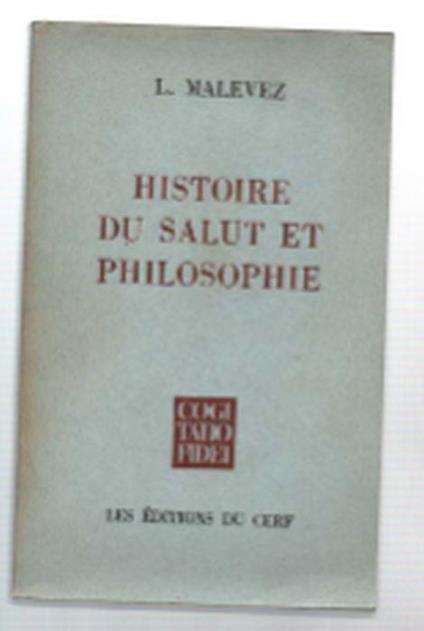 L. MALEVEZ
HISTOIRE
DU SALUT ET
PHILOSOPHIE
COGI
TATIO
FIDEI
LES ÉDITIONS DU CERF